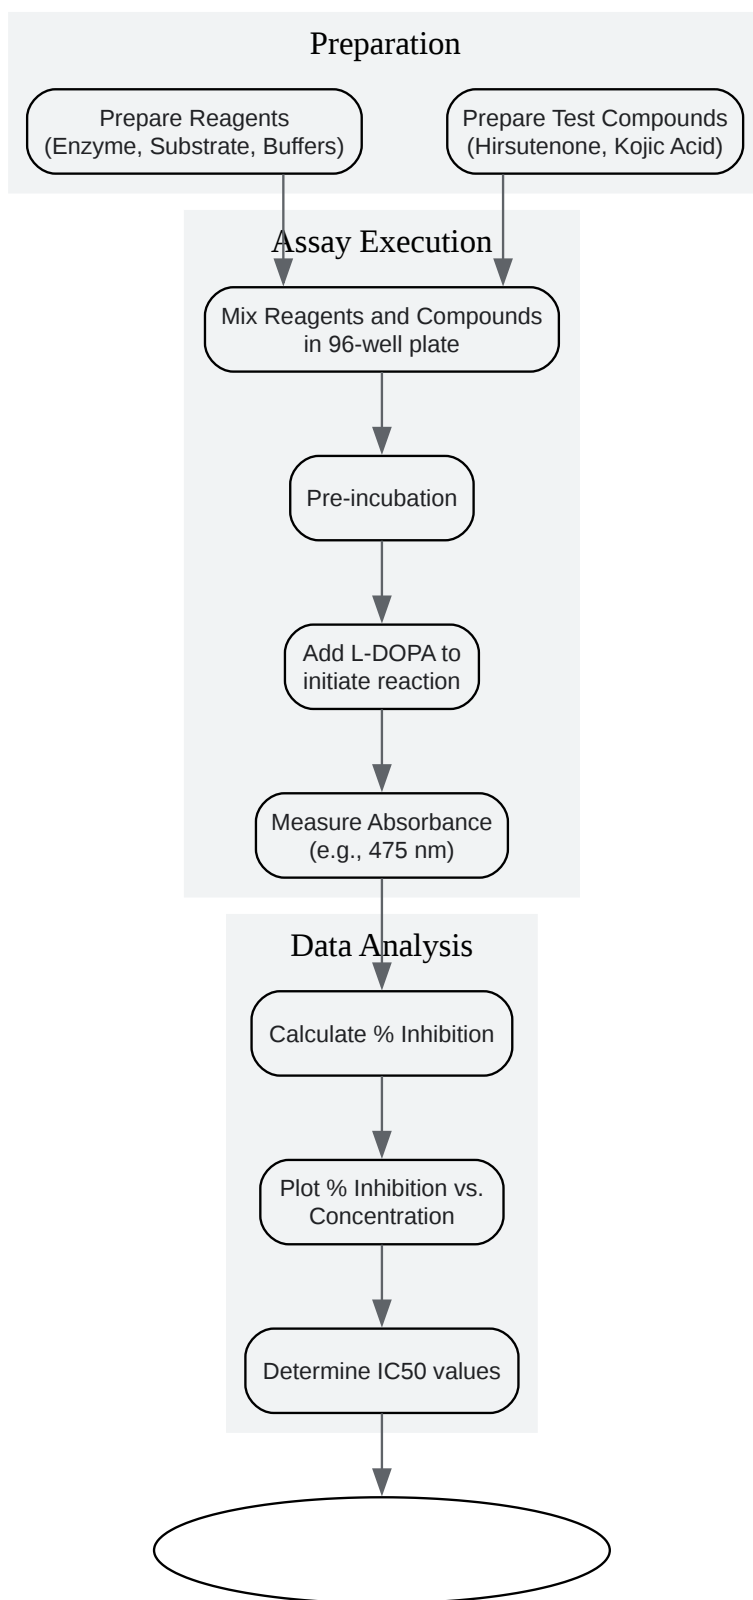 Preparation
Prepare Reagents
(Enzyme, Substrate, Buffers)
Prepare Test Compounds
(Hirsutenone, Kojic Acid)
Assay Execution
Mix Reagents and Compounds
in 96-well plate
Pre-incubation
Add L-DOPA to
initiate reaction
Measure Absorbance
(e.g., 475 nm)
Data Analysis
Calculate % Inhibition
Plot % Inhibition vs.
Concentration
Determine IC50 values